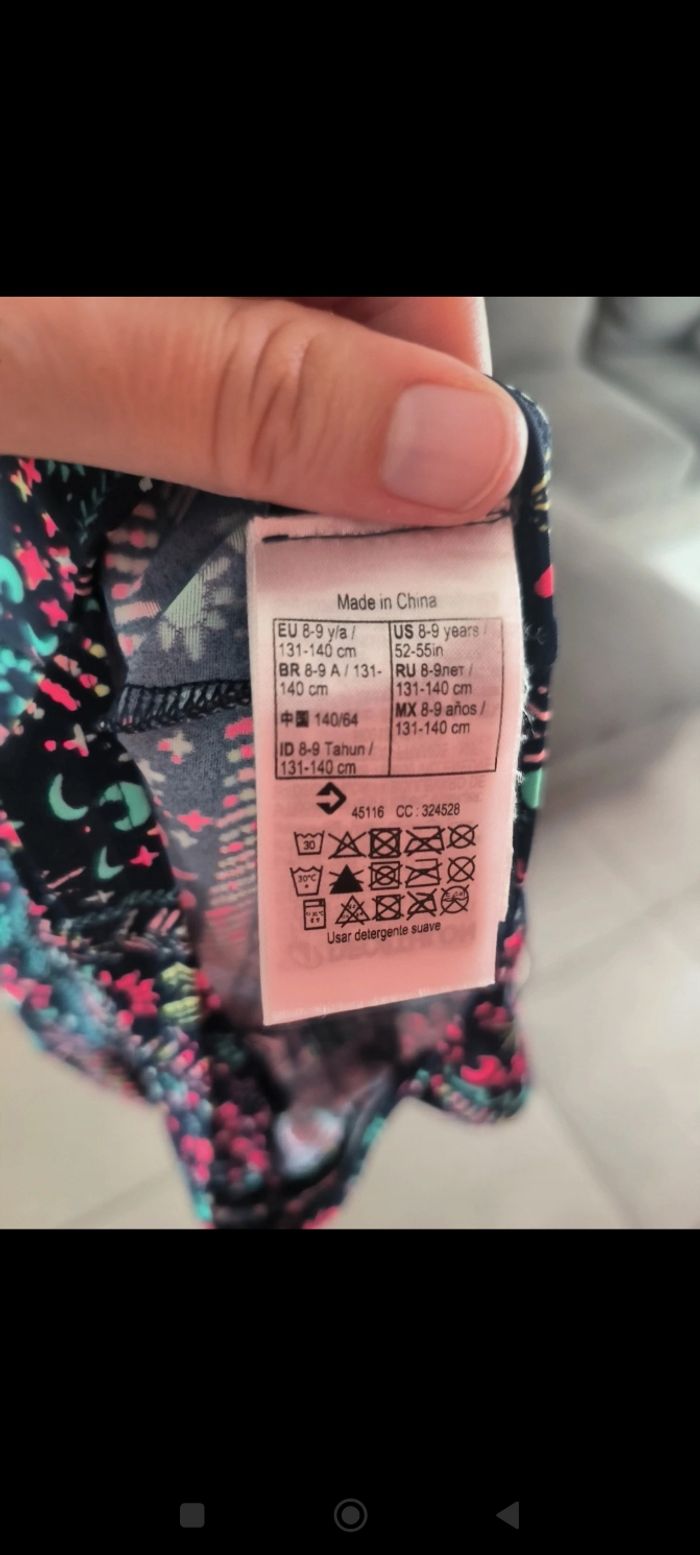 Made in China
EU 8-9 y/a /
131-140 cm
BR 8-9 A / 131-
140 cm
中国 140/64
ID 8-9 Tahun /
131-140 cm
US 8-9 years /
52-55in
RU 8-9лет /
131-140 cm
MX 8-9 años /
131-140 cm
45116 CC : 324528
30
30°C
Usar detergente suave